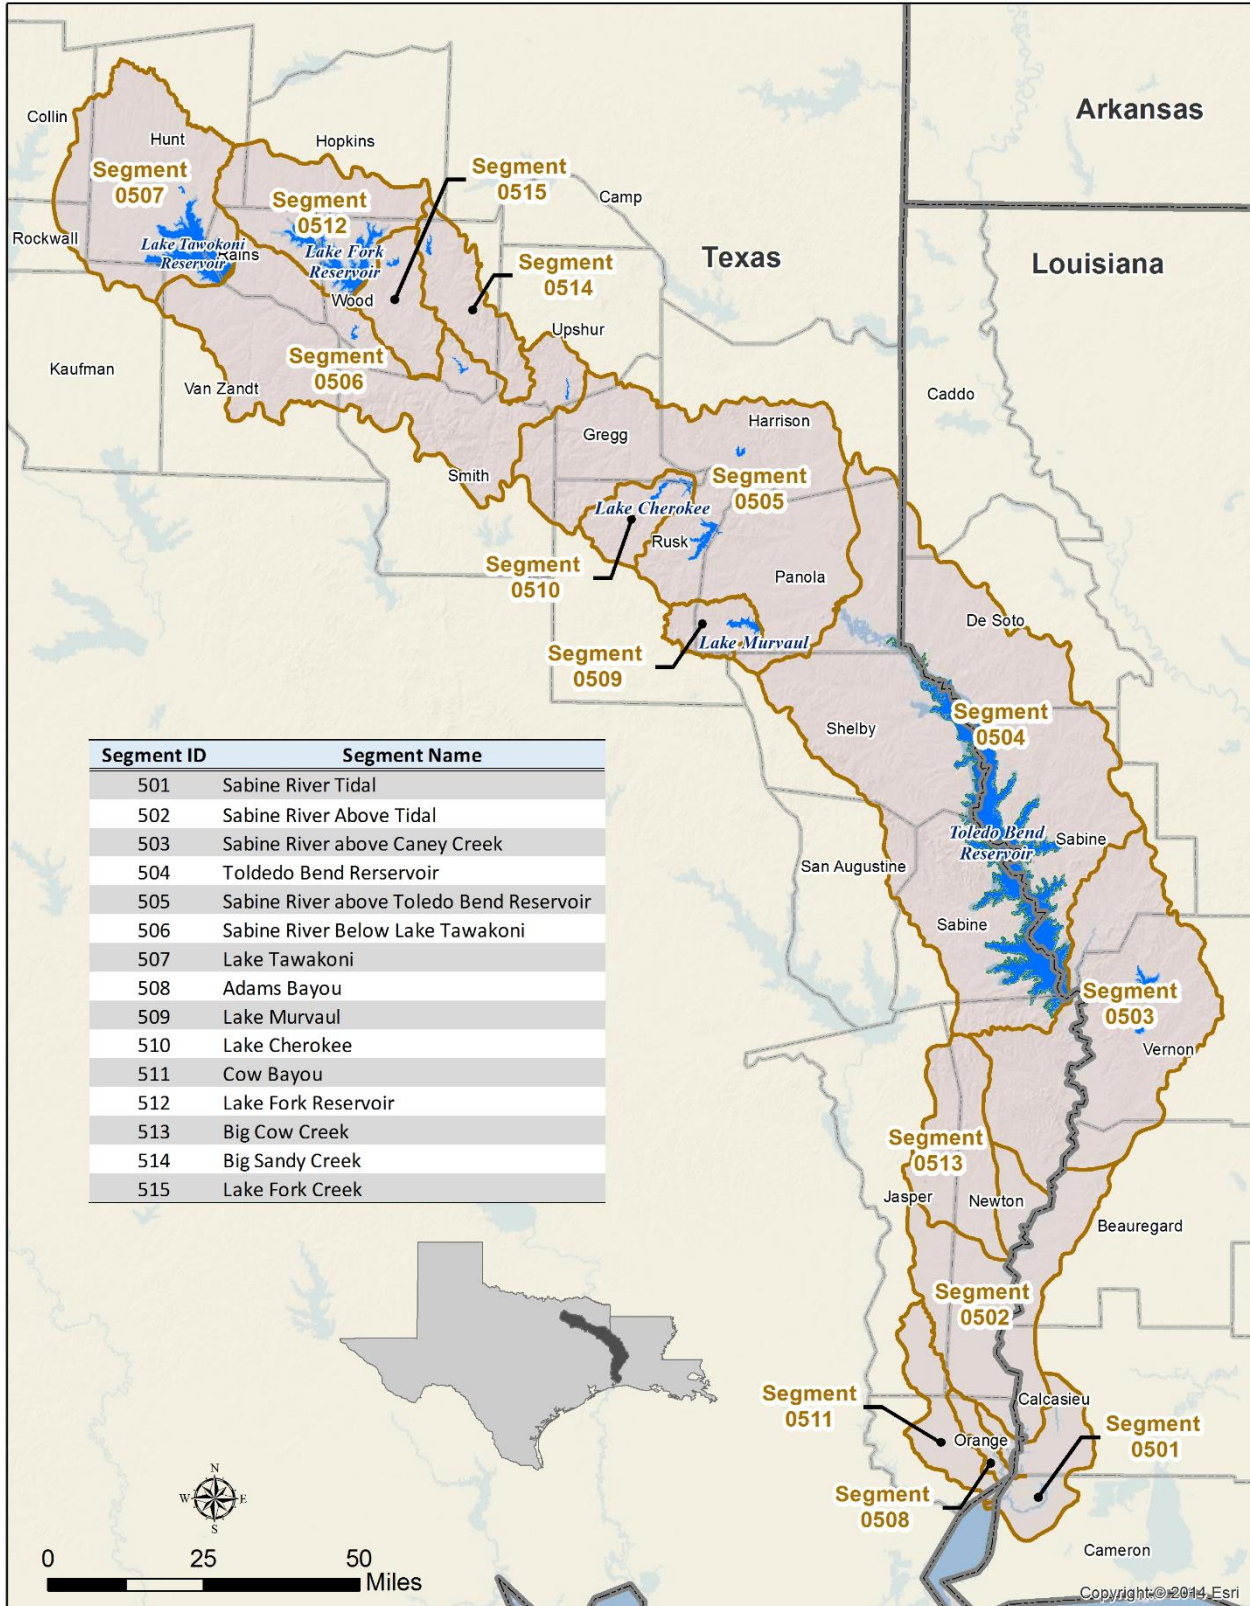 Arkansas
Collin
Hunt
Hopkins
Segment
0507
Segment
0515
Camp
Segment
0512
Rockwall
Lake Tawokoni
Reservoir
Rains
Lake Fork
Reservoir
Texas
Louisiana
Segment
0514
Wood
Upshur
Segment
0506
Kaufman
Van Zandt
Caddo
Gregg
Harrison
Smith
Segment
0505
Lake Cherokee
Rusk
Segment
0510
Panola
De Soto
Lake Murvaul
Segment
0509
Segment
0504
Shelby
Segment ID Segment Name
501 Sabine River Tidal
502 Sabine River Above Tidal
503 Sabine River above Caney Creek
504 Toldedo Bend Rerservoir
505 Sabine River above Toledo Bend Reservoir
506 Sabine River Below Lake Tawakoni
507 Lake Tawakoni
508 Adams Bayou
509 Lake Murvaul
510 Lake Cherokee
511 Cow Bayou
512 Lake Fork Reservoir
513 Big Cow Creek
514 Big Sandy Creek
515 Lake Fork Creek
Toledo Bend
Reservoir
Sabine
San Augustine
Sabine
Segment
0503
Vernon
Segment
0513
Jasper
Newton
Beauregard
Segment
0502
Segment
0511
Calcasieu
Orange
Segment
0501
Segment
0508
Cameron
N
W E
S
0 25 50
Miles
Copyright:© 2014 Esri